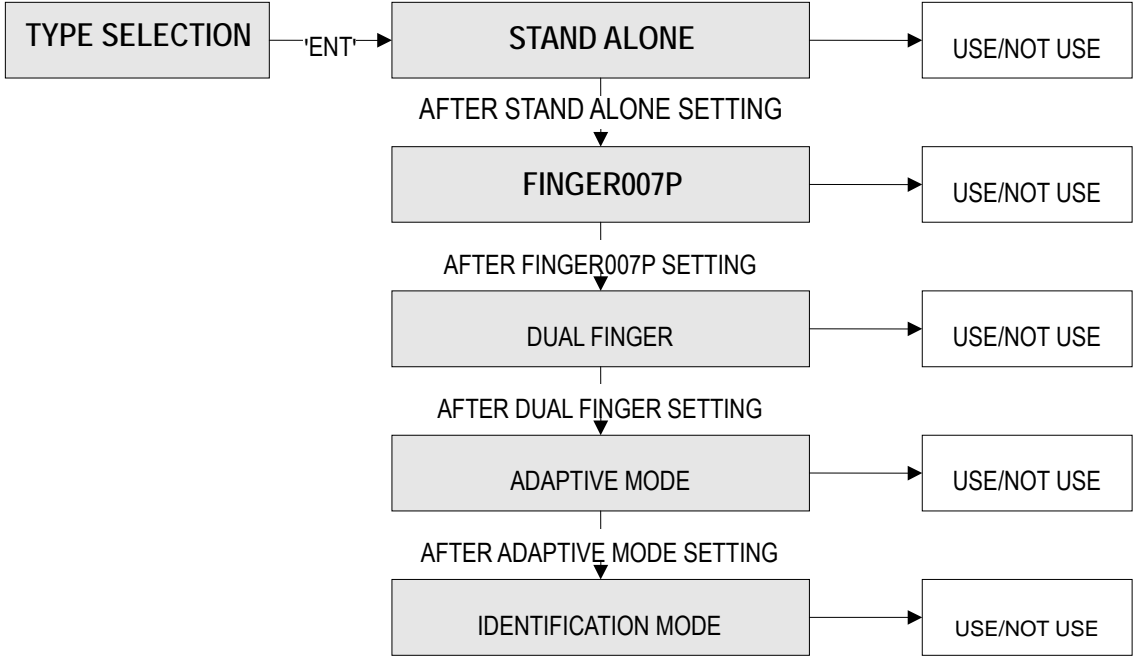 TYPE SELECTION
'ENT'
STAND ALONE
USE/NOT USE
AFTER STAND ALONE SETTING
FINGER007P
USE/NOT USE
AFTER FINGER007P SETTING
DUAL FINGER
USE/NOT USE
AFTER DUAL FINGER SETTING
ADAPTIVE MODE
USE/NOT USE
AFTER ADAPTIVE MODE SETTING
IDENTIFICATION MODE
USE/NOT USE